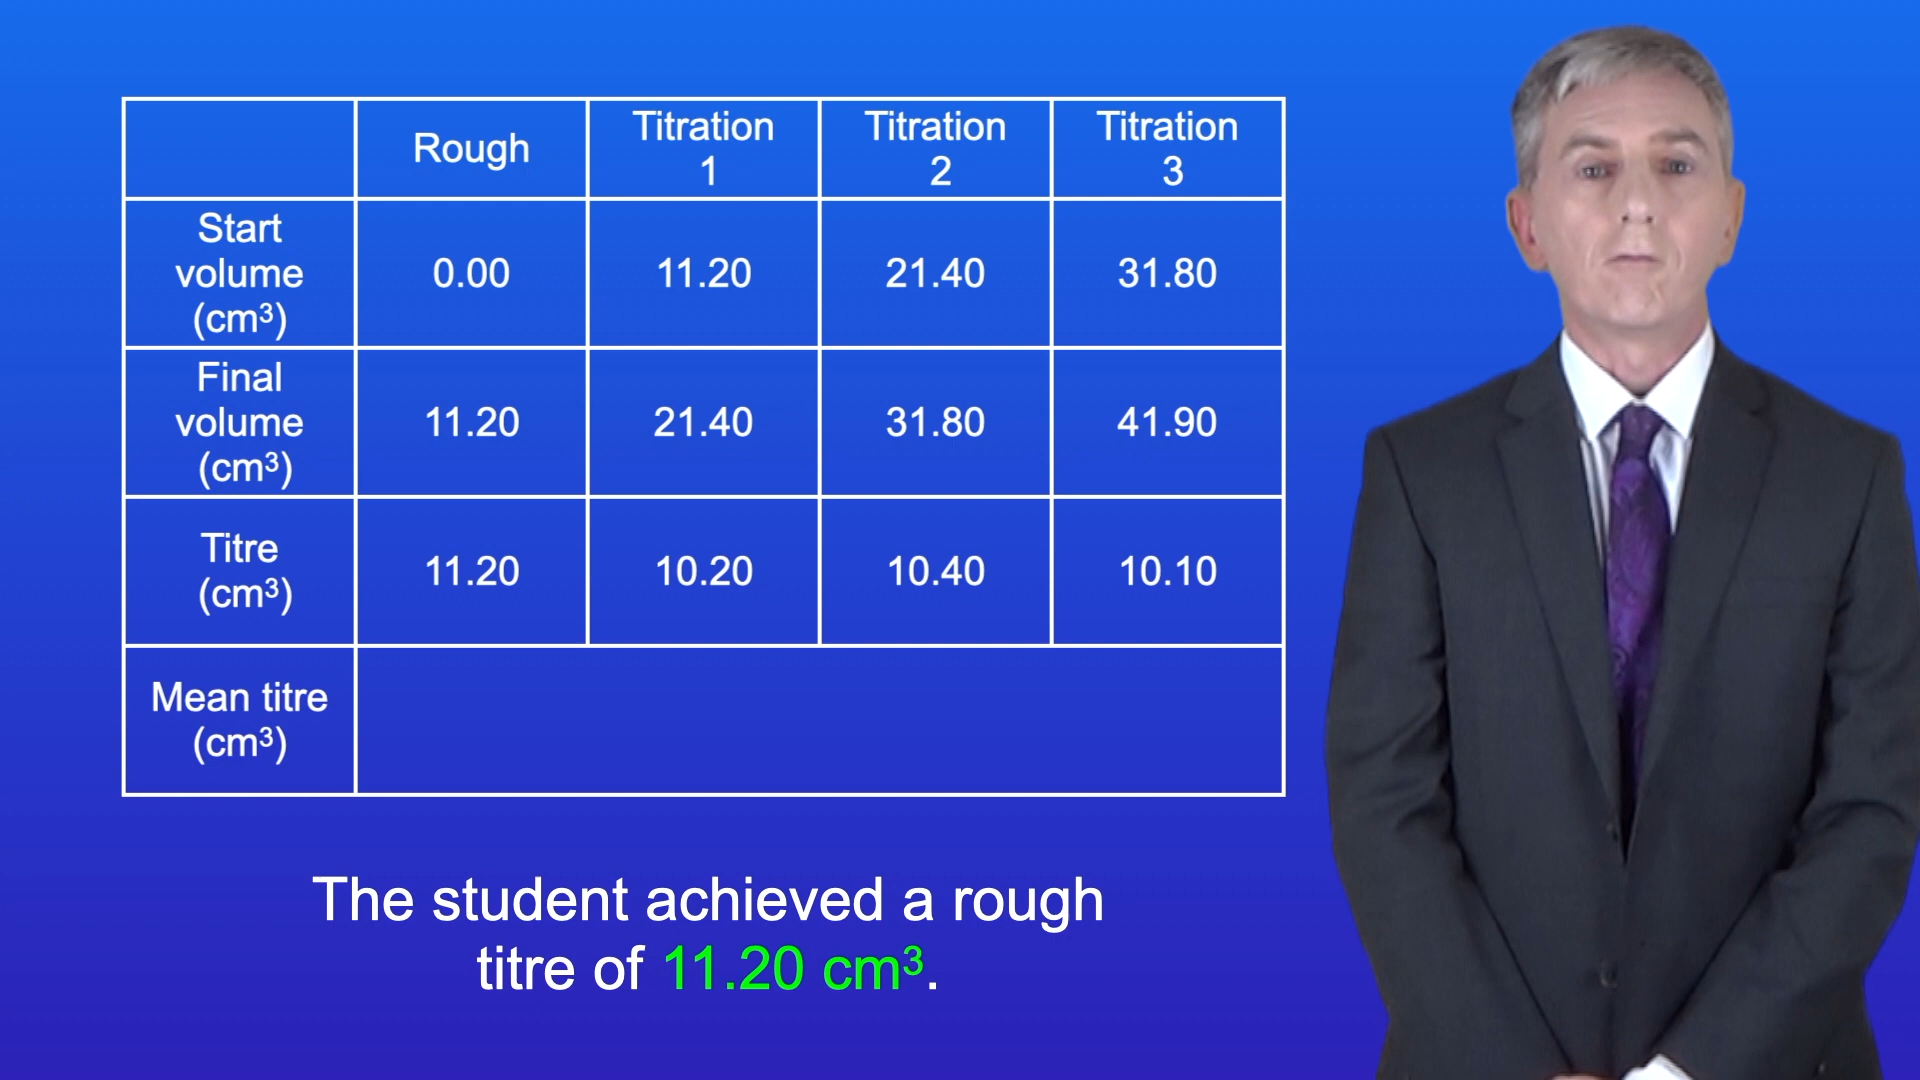 Rough
Titration
1
Titration
2
Titration
3
Start
volume
(cm³)
0.00
11.20
21.40
31.80
Final
volume
(cm³)
11.20
21.40
31.80
41.90
Titre
(cm³)
11.20
10.20
10.40
10.10
Mean titre
(cm³)
The student achieved a rough
titre of 11.20 cm³.